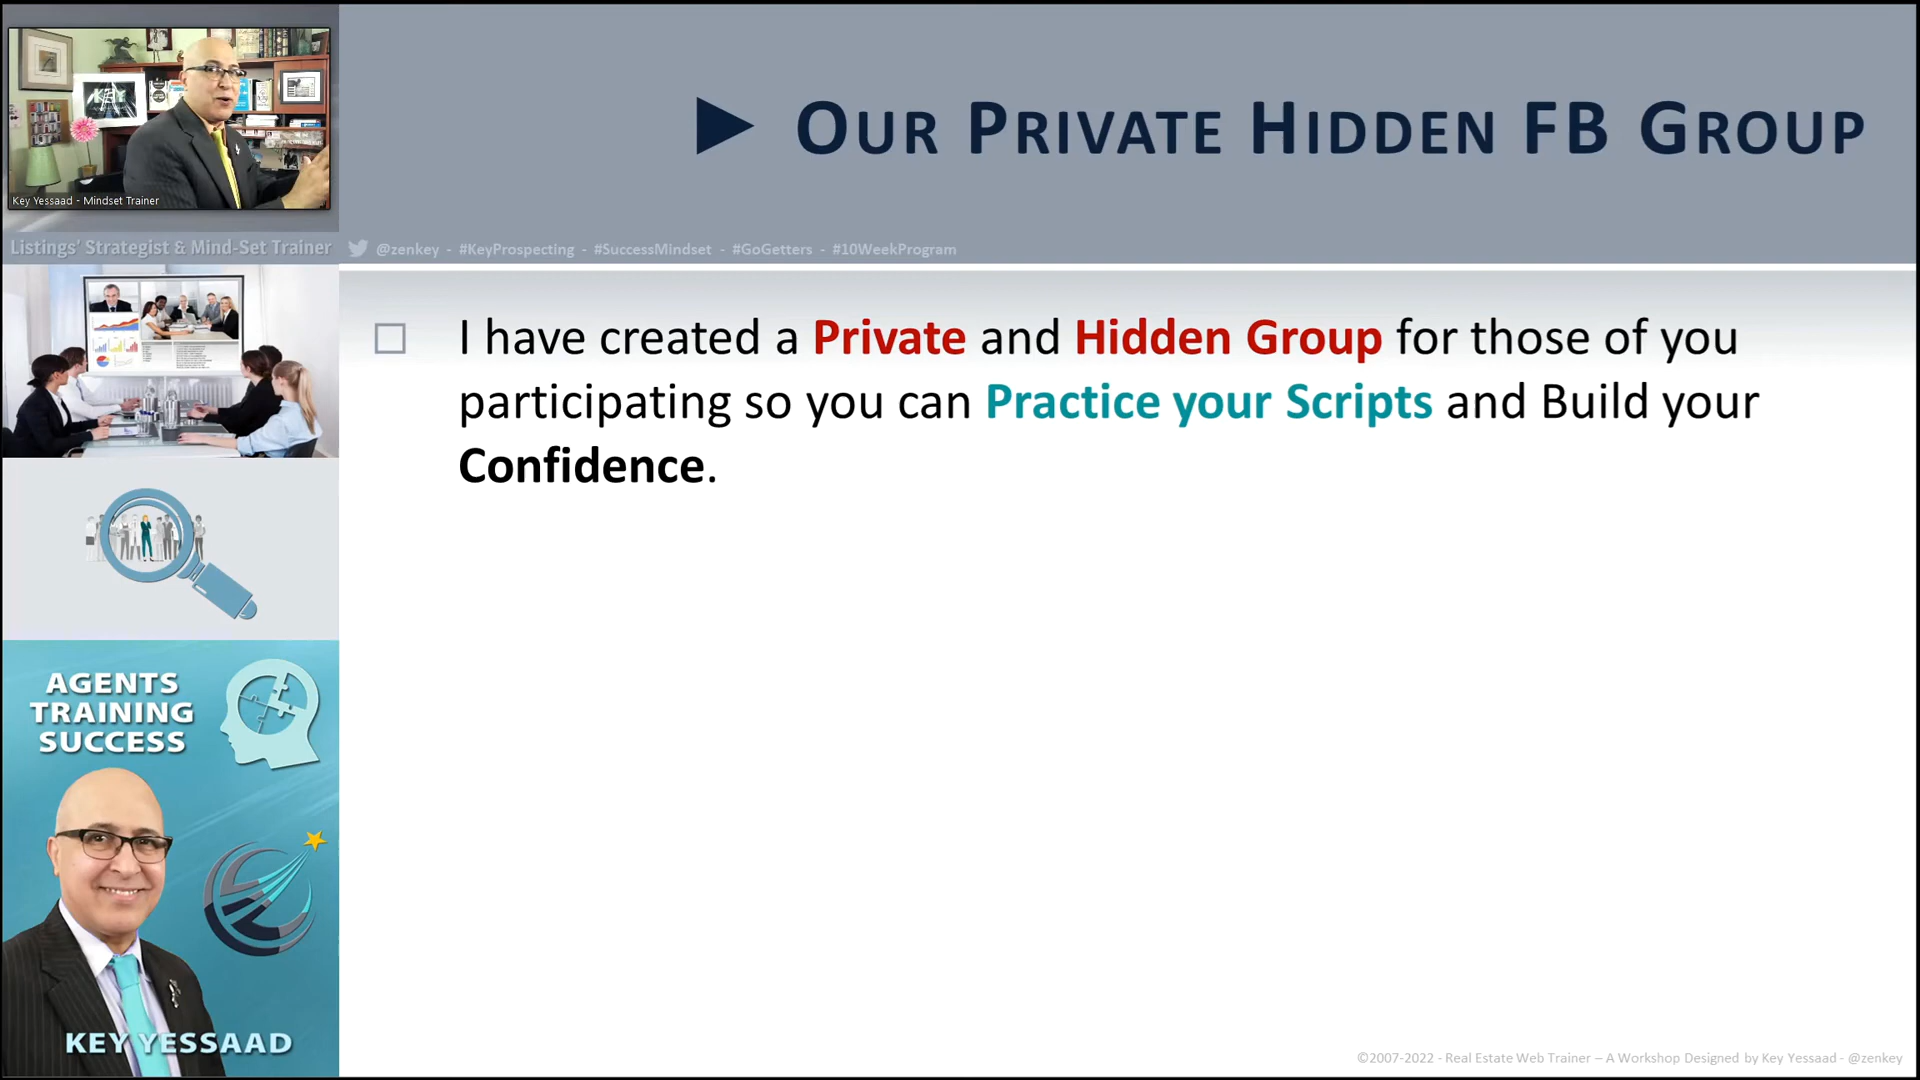 ► OUR PRIVATE HIDDEN FB GROUP
KEY
Key Yessaad - Mindset Trainer
Listings' Strategist & Mind-Set Trainer
@zenkey - #KeyProspecting - #SuccessMindset - #GoGetters - #10WeekProgram
I have created a Private and Hidden Group for those of you
participating so you can Practice your Scripts and Build your
Confidence.
AGENTS
TRAINING
SUCCESS
KEY YESSAAD
©2007-2022 - Real Estate Web Trainer – A Workshop Designed by Key Yessaad - @zenkey